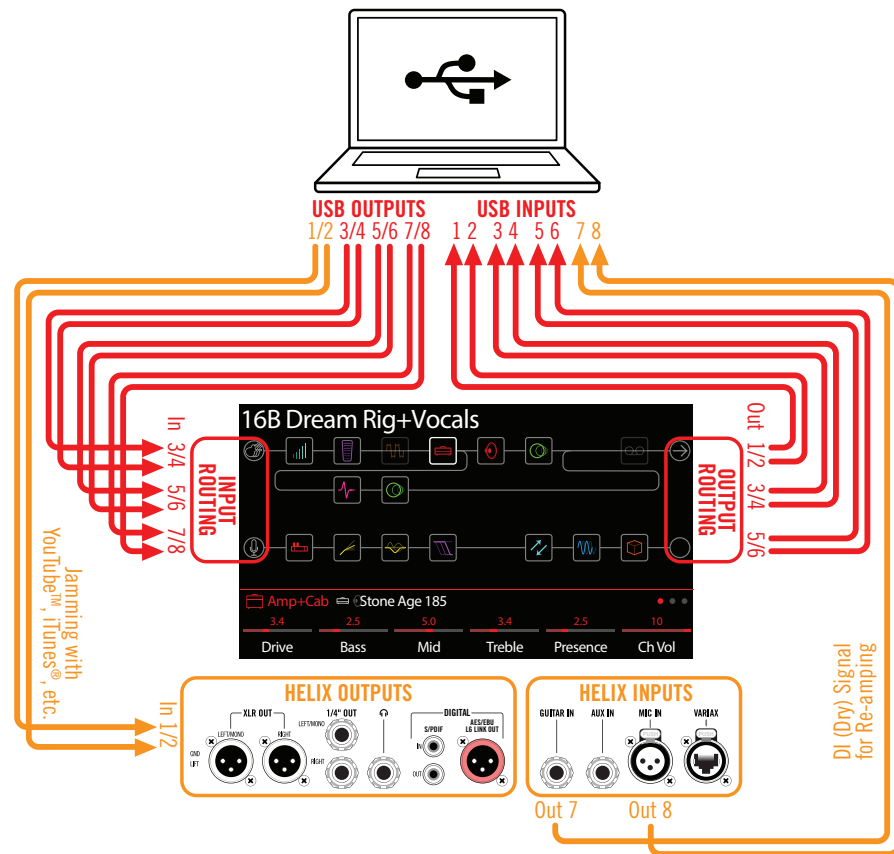 USB OUTPUTS
1/2 3/4 5/6 7/8
USB INPUTS
1 2 3 4 5 6 7 8
In 3/4
5/6
7/8
INPUT
ROUTING
16B Dream Rig+Vocals
Out 1/2
3/4
5/6
OUTPUT
ROUTING
Amp+Cab Stone Age 185
3.4 2.5 5.0 3.4 2.5 10
Drive Bass Mid Treble Presence Ch Vol
Jamming with
YouTube™, iTunes®, etc.
In 1/2
HELIX OUTPUTS
XLR OUT
LEFT/MONO RIGHT
GND
LIFT
1/4" OUT
LEFT/MONO
RIGHT
DIGITAL
S/PDIF
IN
OUT
AES/EBU
L6 LINK OUT
HELIX INPUTS
GUITAR IN AUX IN MIC IN VARIAX
Out 7 Out 8
DI (Dry) Signal
for Re-amping